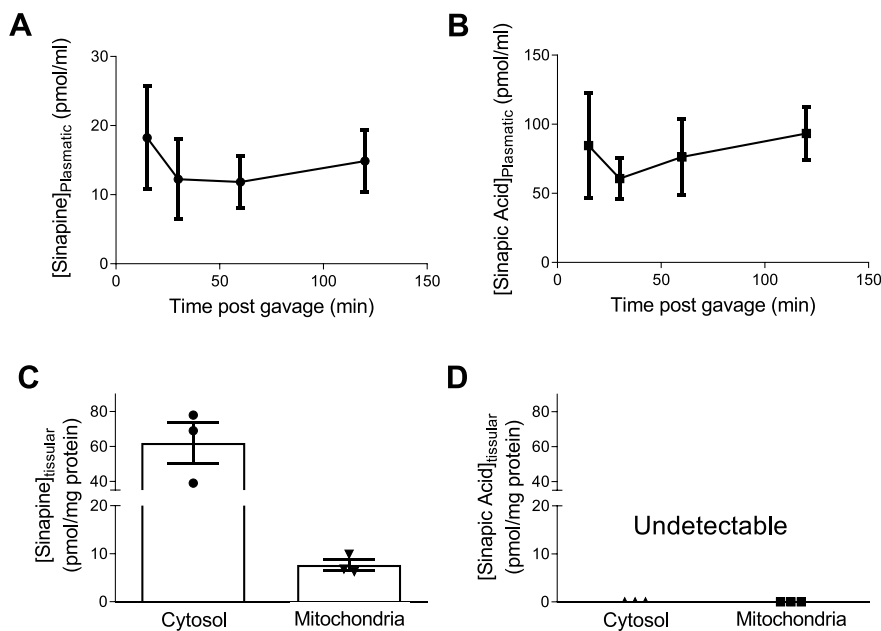 A
[Sinapine]Plasmatic (pmol/ml)
30
20
10
0
0
50
100
150
Time post gavage (min)
B
[Sinapic Acid]Plasmatic (pmol/ml)
150
100
50
0
0
50
100
150
Time post gavage (min)
C
[Sinapine]tissular
(pmol/mg protein)
80
60
40
20
10
0
Cytosol
Mitochondria
D
[Sinapic Acid]tissular
(pmol/mg protein)
80
60
40
20
10
0
Undetectable
Cytosol
Mitochondria